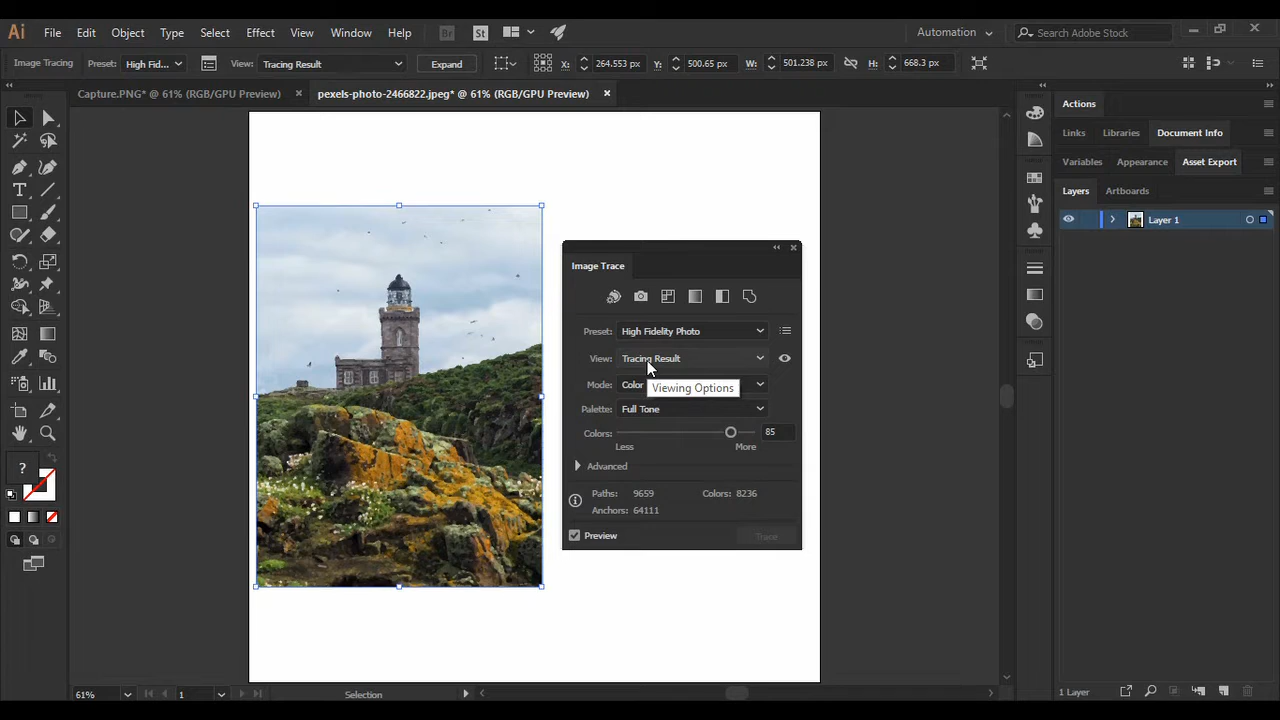 Ai File Edit Object Type Select Effect View Window Help Br St Automation Search Adobe Stock
Image Tracing Preset: High Fid... View: Tracing Result Expand X: 264.553 px Y: 500.65 px W: 501.238 px H: 668.3 px
Capture.PNG* @ 61% (RGB/GPU Preview) pexels-photo-2466822.jpeg* @ 61% (RGB/GPU Preview)
Actions
Links Libraries Document Info
Variables Appearance Asset Export
Layers Artboards
Layer 1
Image Trace
Preset: High Fidelity Photo
View: Tracing Result
Mode: Color
Viewing Options
Palette: Full Tone
Colors: 85
Less More
Advanced
Paths: 9659 Colors: 8236
Anchors: 64111
Preview Trace
?
61% 1 Selection 1 Layer